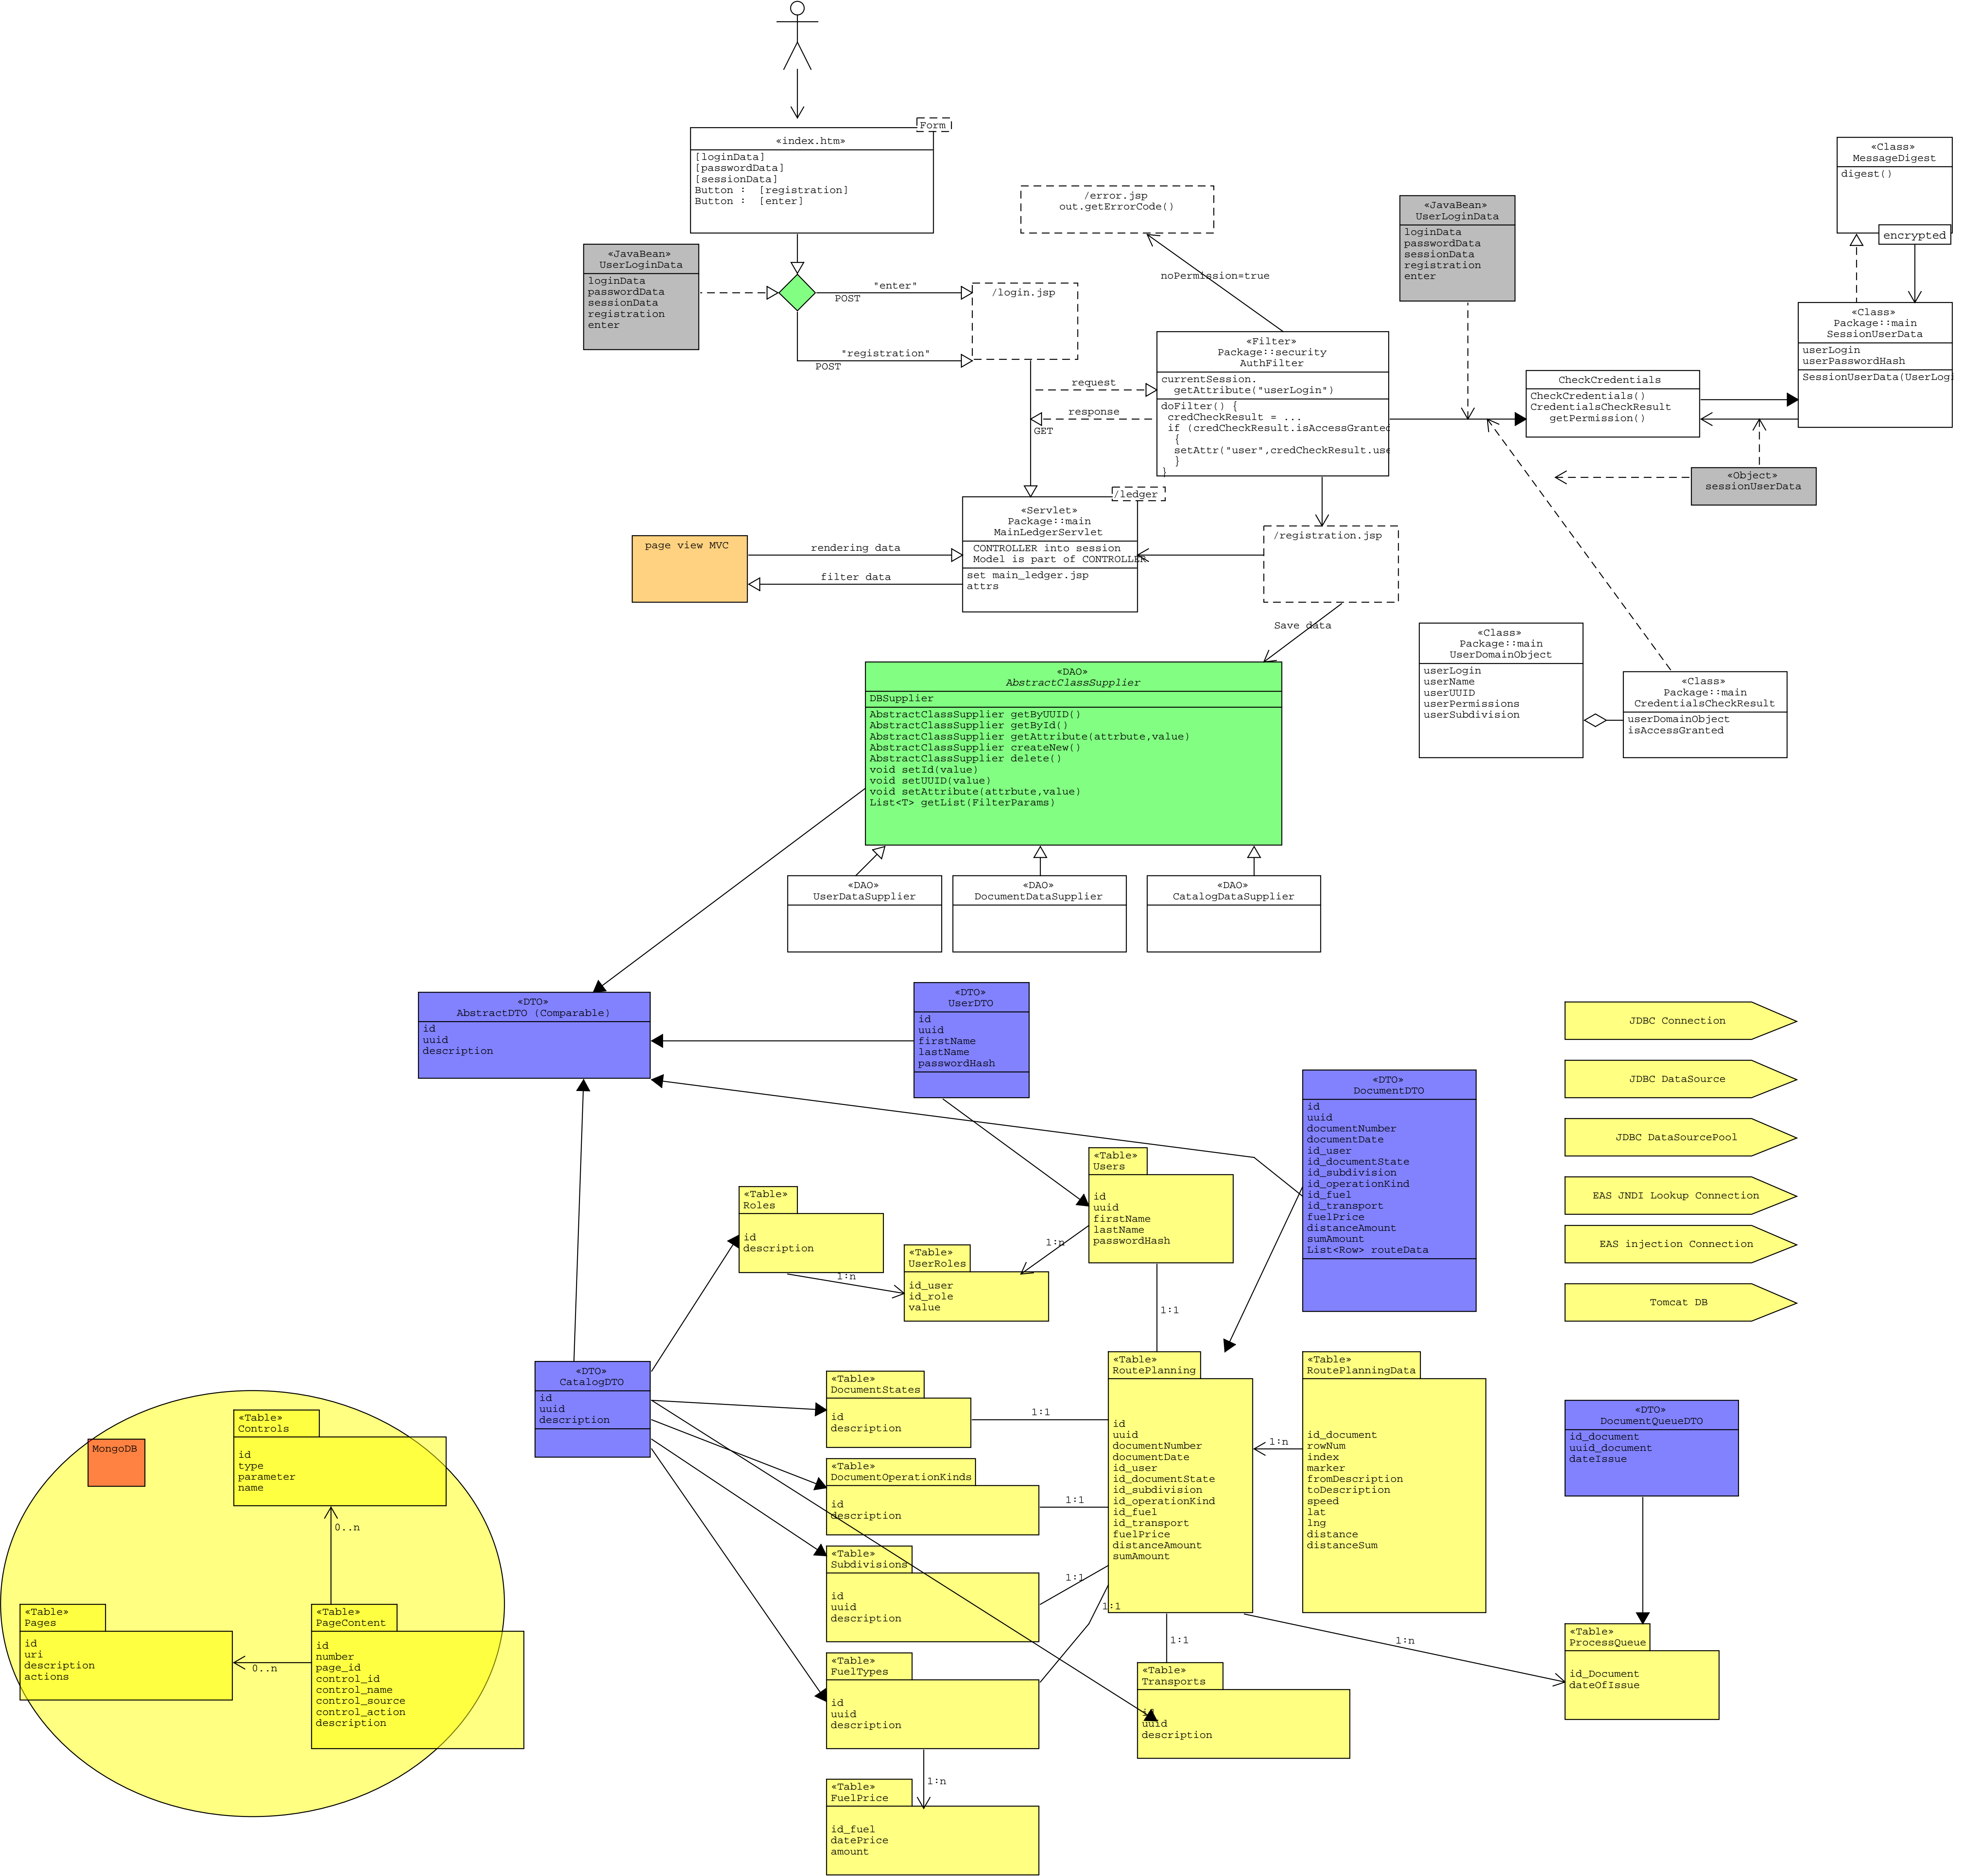 Form
«index.htm»
[loginData]
[passwordData]
[sessionData]
Button :  [registration]
Button :  [enter]
«JavaBean»
UserLoginData
loginData
passwordData
sessionData
registration
enter
"enter"
POST
"registration"
POST
/login.jsp
/error.jsp
out.getErrorCode()
noPermission=true
«JavaBean»
UserLoginData
loginData
passwordData
sessionData
registration
enter
«Class»
MessageDigest
digest()
encrypted
«Class»
Package::main
SessionUserData
userLogin
userPasswordHash
SessionUserData(UserLogi
«Filter»
Package::security
AuthFilter
currentSession.
getAttribute("userLogin")
doFilter() {
credCheckResult = ...
if (credCheckResult.isAccessGranted
{
setAttr("user",credCheckResult.use
}
}
request
response
GET
CheckCredentials
CheckCredentials()
CredentialsCheckResult
getPermission()
«Object»
sessionUserData
/ledger
«Servlet»
Package::main
MainLedgerServlet
CONTROLLER into session
Model is part of CONTROLLER
set main_ledger.jsp
attrs
page view MVC
rendering data
filter data
/registration.jsp
Save data
«Class»
Package::main
UserDomainObject
userLogin
userName
userUUID
userPermissions
userSubdivision
«Class»
Package::main
CredentialsCheckResult
userDomainObject
isAccessGranted
«DAO»
AbstractClassSupplier
DBSupplier
AbstractClassSupplier getByUUID()
AbstractClassSupplier getById()
AbstractClassSupplier getAttribute(attrbute,value)
AbstractClassSupplier createNew()
AbstractClassSupplier delete()
void setId(value)
void setUUID(value)
void setAttribute(attrbute,value)
List<T> getList(FilterParams)
«DAO»
UserDataSupplier
«DAO»
DocumentDataSupplier
«DAO»
CatalogDataSupplier
«DTO»
AbstractDTO (Comparable)
id
uuid
description
«DTO»
UserDTO
id
uuid
firstName
lastName
passwordHash
«DTO»
DocumentDTO
id
uuid
documentNumber
documentDate
id_user
id_documentState
id_subdivision
id_operationKind
id_fuel
id_transport
fuelPrice
distanceAmount
sumAmount
List<Row> routeData
JDBC Connection
JDBC DataSource
JDBC DataSourcePool
EAS JNDI Lookup Connection
EAS injection Connection
Tomcat DB
«Table»
Users
id
uuid
firstName
lastName
passwordHash
«Table»
Roles
id
description
1:n
«Table»
UserRoles
id_user
id_role
value
1:n
1:1
«DTO»
CatalogDTO
id
uuid
description
«Table»
DocumentStates
id
description
1:1
«Table»
DocumentOperationKinds
id
description
1:1
«Table»
Subdivisions
id
uuid
description
1:1
«Table»
FuelTypes
id
uuid
description
1:1
1:n
«Table»
FuelPrice
id_fuel
datePrice
amount
«Table»
RoutePlanning
id
uuid
documentNumber
documentDate
id_user
id_documentState
id_subdivision
id_operationKind
id_fuel
id_transport
fuelPrice
distanceAmount
sumAmount
1:n
«Table»
RoutePlanningData
id_document
rowNum
index
marker
fromDescription
toDescription
speed
lat
lng
distance
distanceSum
1:1
«Table»
Transports
id
uuid
description
1:n
«DTO»
DocumentQueueDTO
id_document
uuid_document
dateIssue
«Table»
ProcessQueue
id_Document
dateOfIssue
MongoDB
«Table»
Controls
id
type
parameter
name
0..n
«Table»
Pages
id
uri
description
actions
0..n
«Table»
PageContent
id
number
page_id
control_id
control_name
control_source
control_action
description